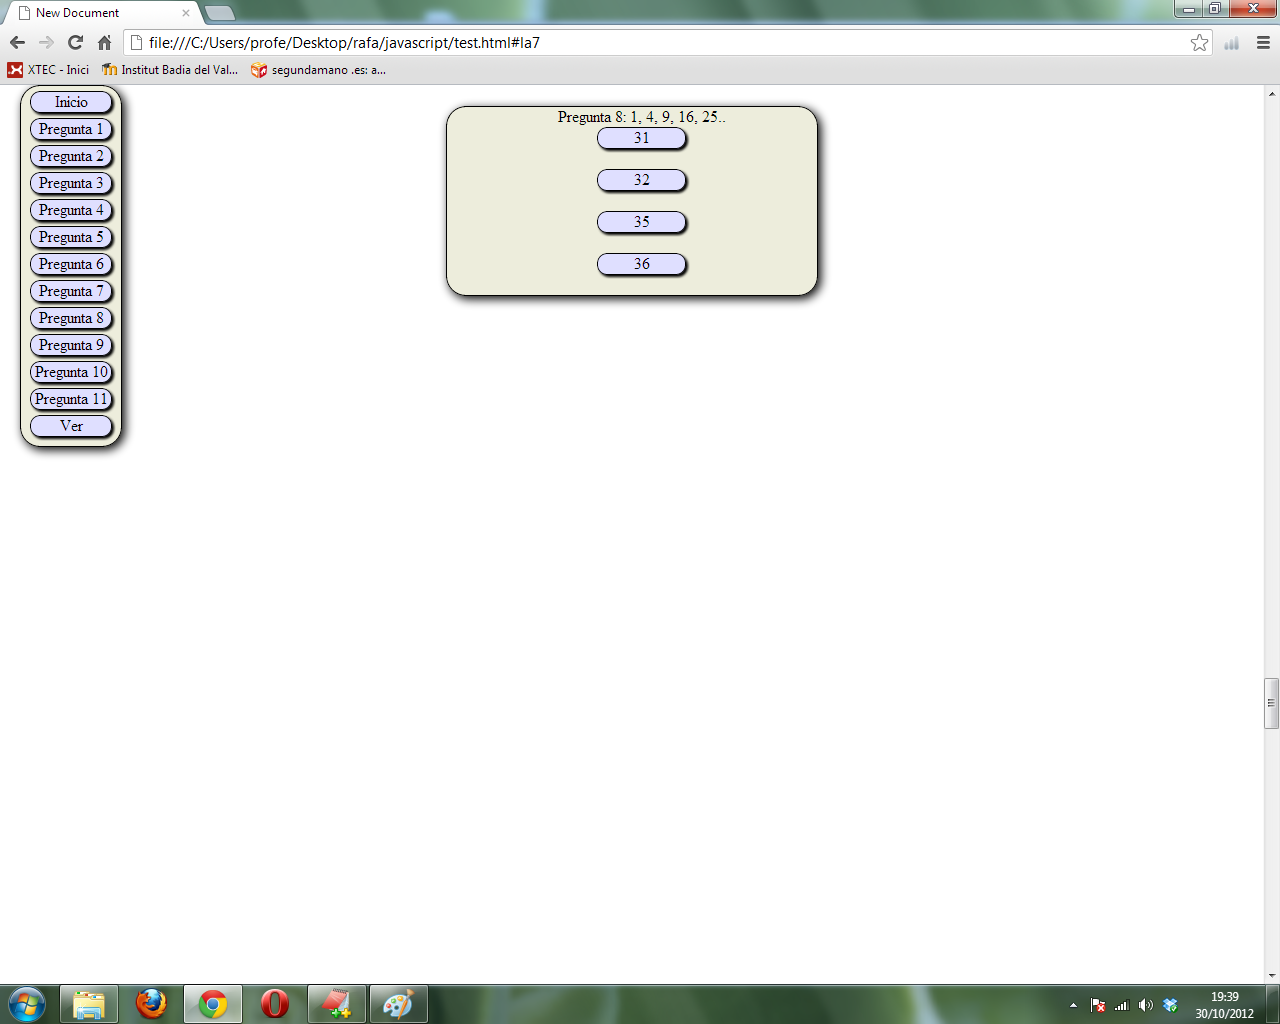 New Document
file:///C:/Users/profe/Desktop/rafa/javascript/test.html#la7
XTEC - Inici
Institut Badia del Val...
segundamano .es: a...
Inicio
Pregunta 1
Pregunta 2
Pregunta 3
Pregunta 4
Pregunta 5
Pregunta 6
Pregunta 7
Pregunta 8
Pregunta 9
Pregunta 10
Pregunta 11
Ver
Pregunta 8: 1, 4, 9, 16, 25..
31
32
35
36
19:39
30/10/2012